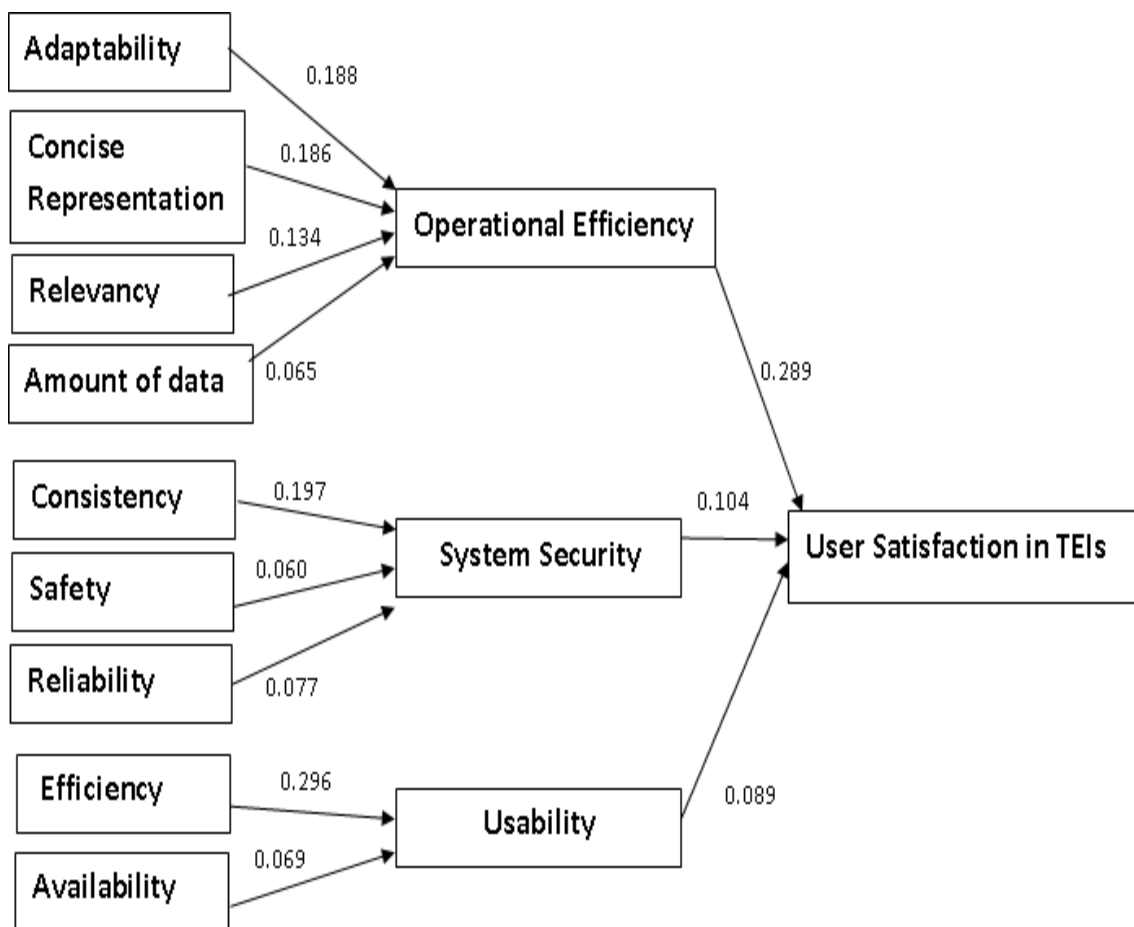 Adaptability
0.188
Concise
Representation
0.186
Relevancy
0.134
Amount of data
0.065
Operational Efficiency
0.289
Consistency
0.197
Safety
0.060
Reliability
0.077
System Security
0.104
User Satisfaction in TEIs
Efficiency
0.296
Availability
0.069
Usability
0.089